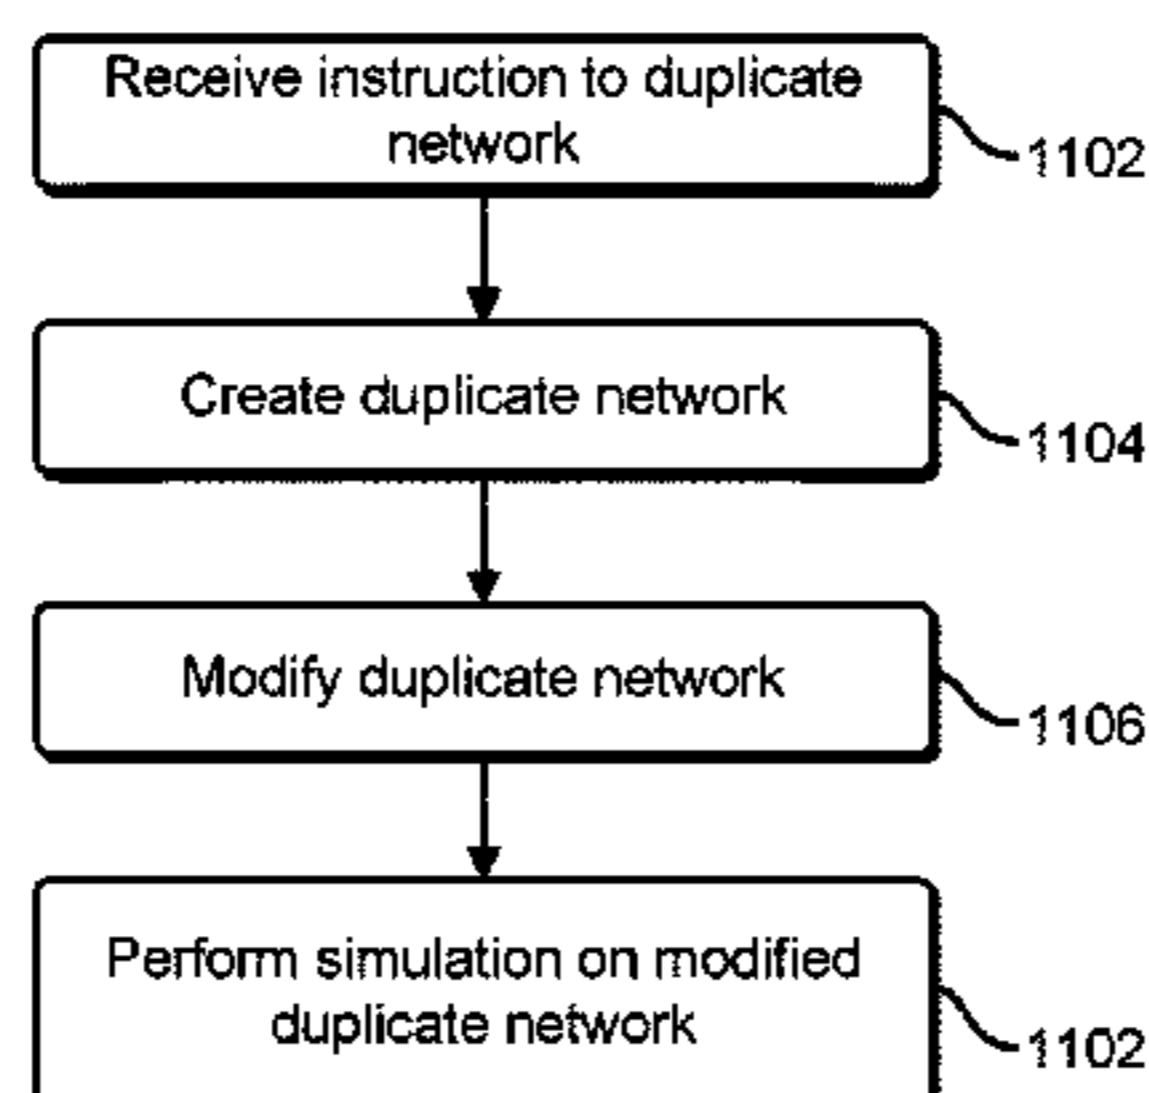 Receive instruction to duplicate
network
1102
Create duplicate network
1104
Modify duplicate network
1106
Perform simulation on modified
duplicate network
1102